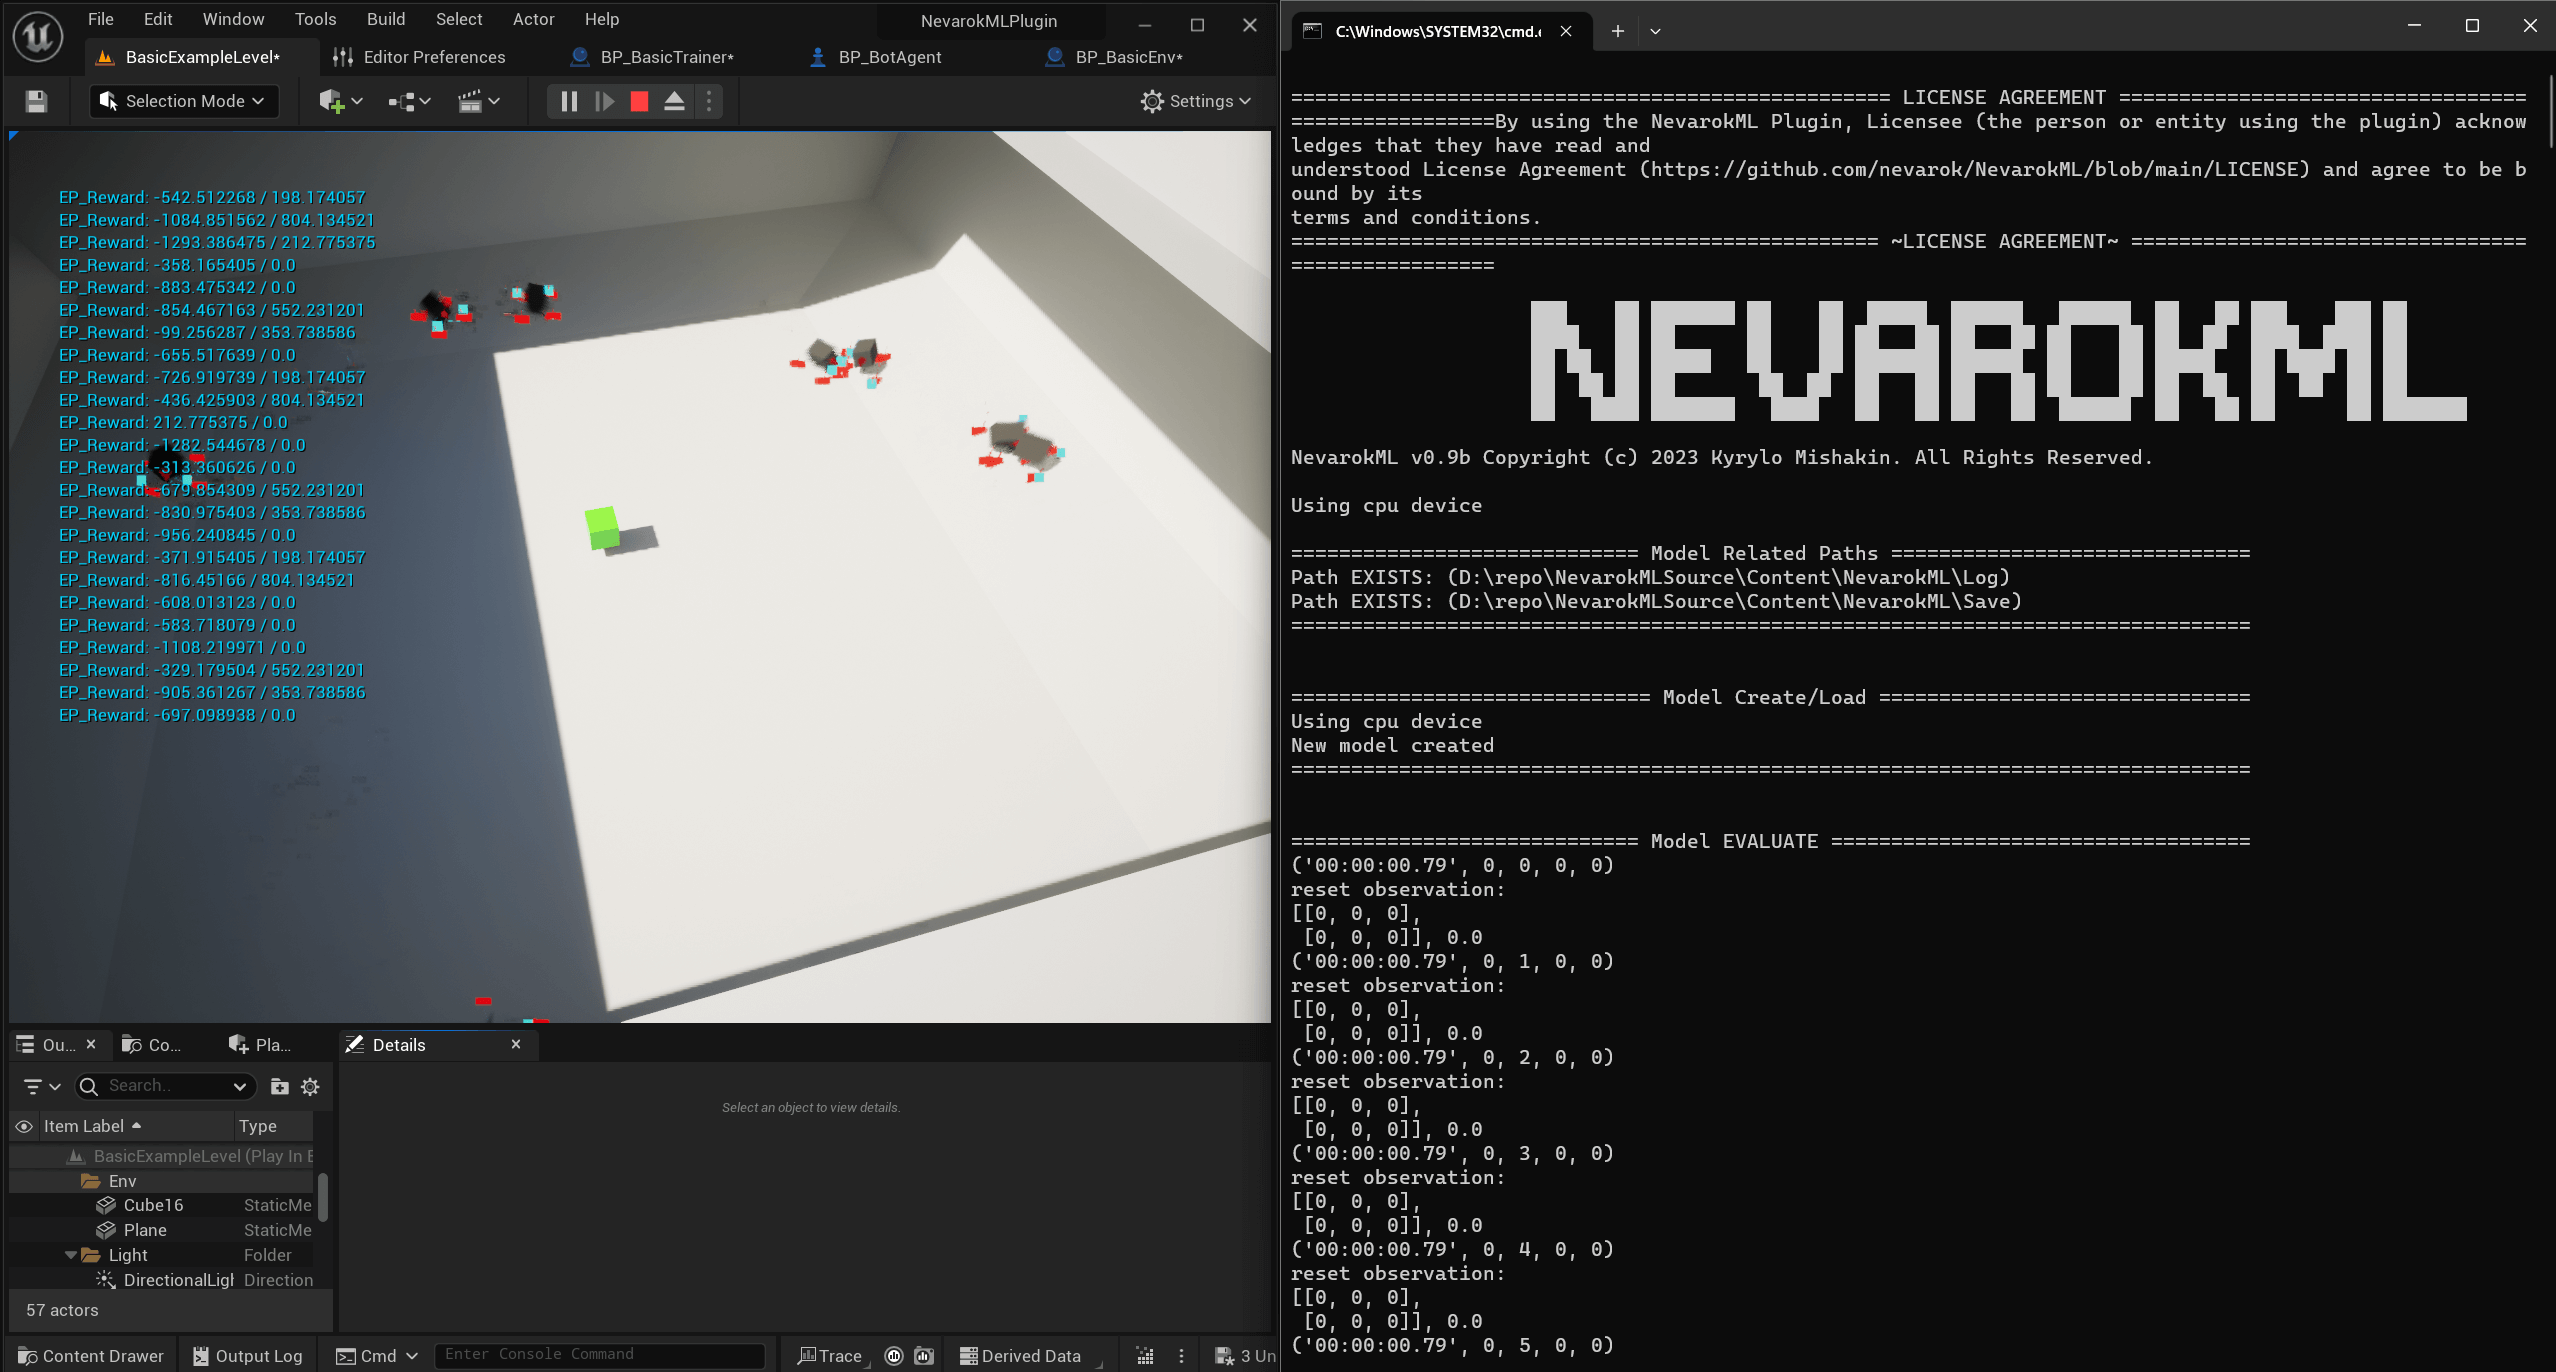 File Edit Window Tools Build Select Actor Help
NevarokMLPlugin
BasicExampleLevel*
Editor Preferences
BP_BasicTrainer*
BP_BotAgent
BP_BasicEnv*
Selection Mode
Settings
EP_Reward: -542.512268 / 198.174057
EP_Reward: -1084.851562 / 804.134521
EP_Reward: -1293.386475 / 212.775375
EP_Reward: -358.165405 / 0.0
EP_Reward: -883.475342 / 0.0
EP_Reward: -854.467163 / 552.231201
EP_Reward: -99.256287 / 353.738586
EP_Reward: -655.517639 / 0.0
EP_Reward: -726.919739 / 198.174057
EP_Reward: -436.425903 / 804.134521
EP_Reward: 212.775375 / 0.0
EP_Reward: -1282.544678 / 0.0
EP_Reward: -313.360626 / 0.0
EP_Reward: -679.854309 / 552.231201
EP_Reward: -830.975403 / 353.738586
EP_Reward: -956.240845 / 0.0
EP_Reward: -371.915405 / 198.174057
EP_Reward: -816.45166 / 804.134521
EP_Reward: -608.013123 / 0.0
EP_Reward: -583.718079 / 0.0
EP_Reward: -1108.219971 / 0.0
EP_Reward: -329.179504 / 552.231201
EP_Reward: -905.361267 / 353.738586
EP_Reward: -697.098938 / 0.0
Ou...
Co...
Pla...
Details
Search..
Select an object to view details.
Item Label Type
BasicExampleLevel (Play In E
Env
Cube16 StaticMe
Plane StaticMe
Light Folder
DirectionalLigh Direction
57 actors
Content Drawer
Output Log
Cmd
Enter Console Command
Trace
Derived Data
3 Un
C:\Windows\SYSTEM32\cmd.e
================================================== LICENSE AGREEMENT ==================================
=================By using the NevarokML Plugin, Licensee (the person or entity using the plugin) acknow
ledges that they have read and
understood License Agreement (https://github.com/nevarok/NevarokML/blob/main/LICENSE) and agree to be b
ound by its
terms and conditions.
================================================= ~LICENSE AGREEMENT~ =================================
=================
NEVAROKML
NevarokML v0.9b Copyright (c) 2023 Kyrylo Mishakin. All Rights Reserved.
Using cpu device
============================= Model Related Paths ==============================
Path EXISTS: (D:\repo\NevarokMLSource\Content\NevarokML\Log)
Path EXISTS: (D:\repo\NevarokMLSource\Content\NevarokML\Save)
================================================================================
============================== Model Create/Load ===============================
Using cpu device
New model created
================================================================================
============================= Model EVALUATE ===================================
('00:00:00.79', 0, 0, 0, 0)
reset observation:
[[0, 0, 0],
[0, 0, 0]], 0.0
('00:00:00.79', 0, 1, 0, 0)
reset observation:
[[0, 0, 0],
[0, 0, 0]], 0.0
('00:00:00.79', 0, 2, 0, 0)
reset observation:
[[0, 0, 0],
[0, 0, 0]], 0.0
('00:00:00.79', 0, 3, 0, 0)
reset observation:
[[0, 0, 0],
[0, 0, 0]], 0.0
('00:00:00.79', 0, 4, 0, 0)
reset observation:
[[0, 0, 0],
[0, 0, 0]], 0.0
('00:00:00.79', 0, 5, 0, 0)